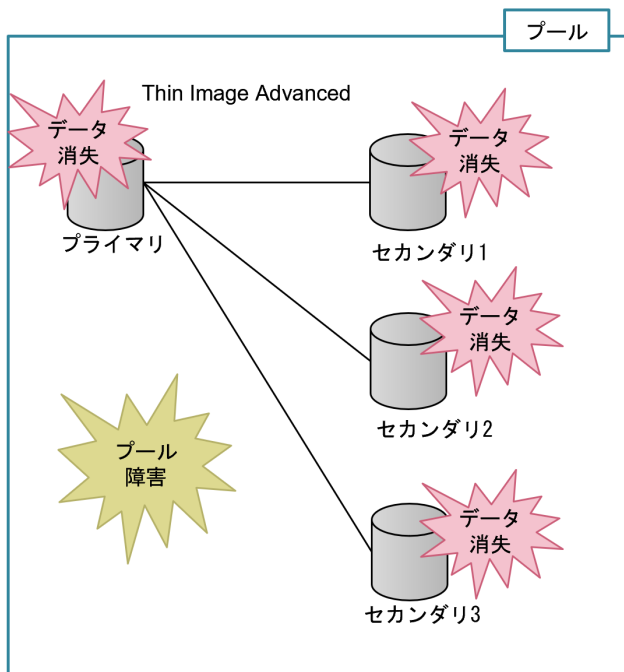 プール
Thin Image Advanced
データ
消失
プライマリ
データ
消失
セカンダリ1
データ
消失
セカンダリ2
プール
障害
データ
消失
セカンダリ3